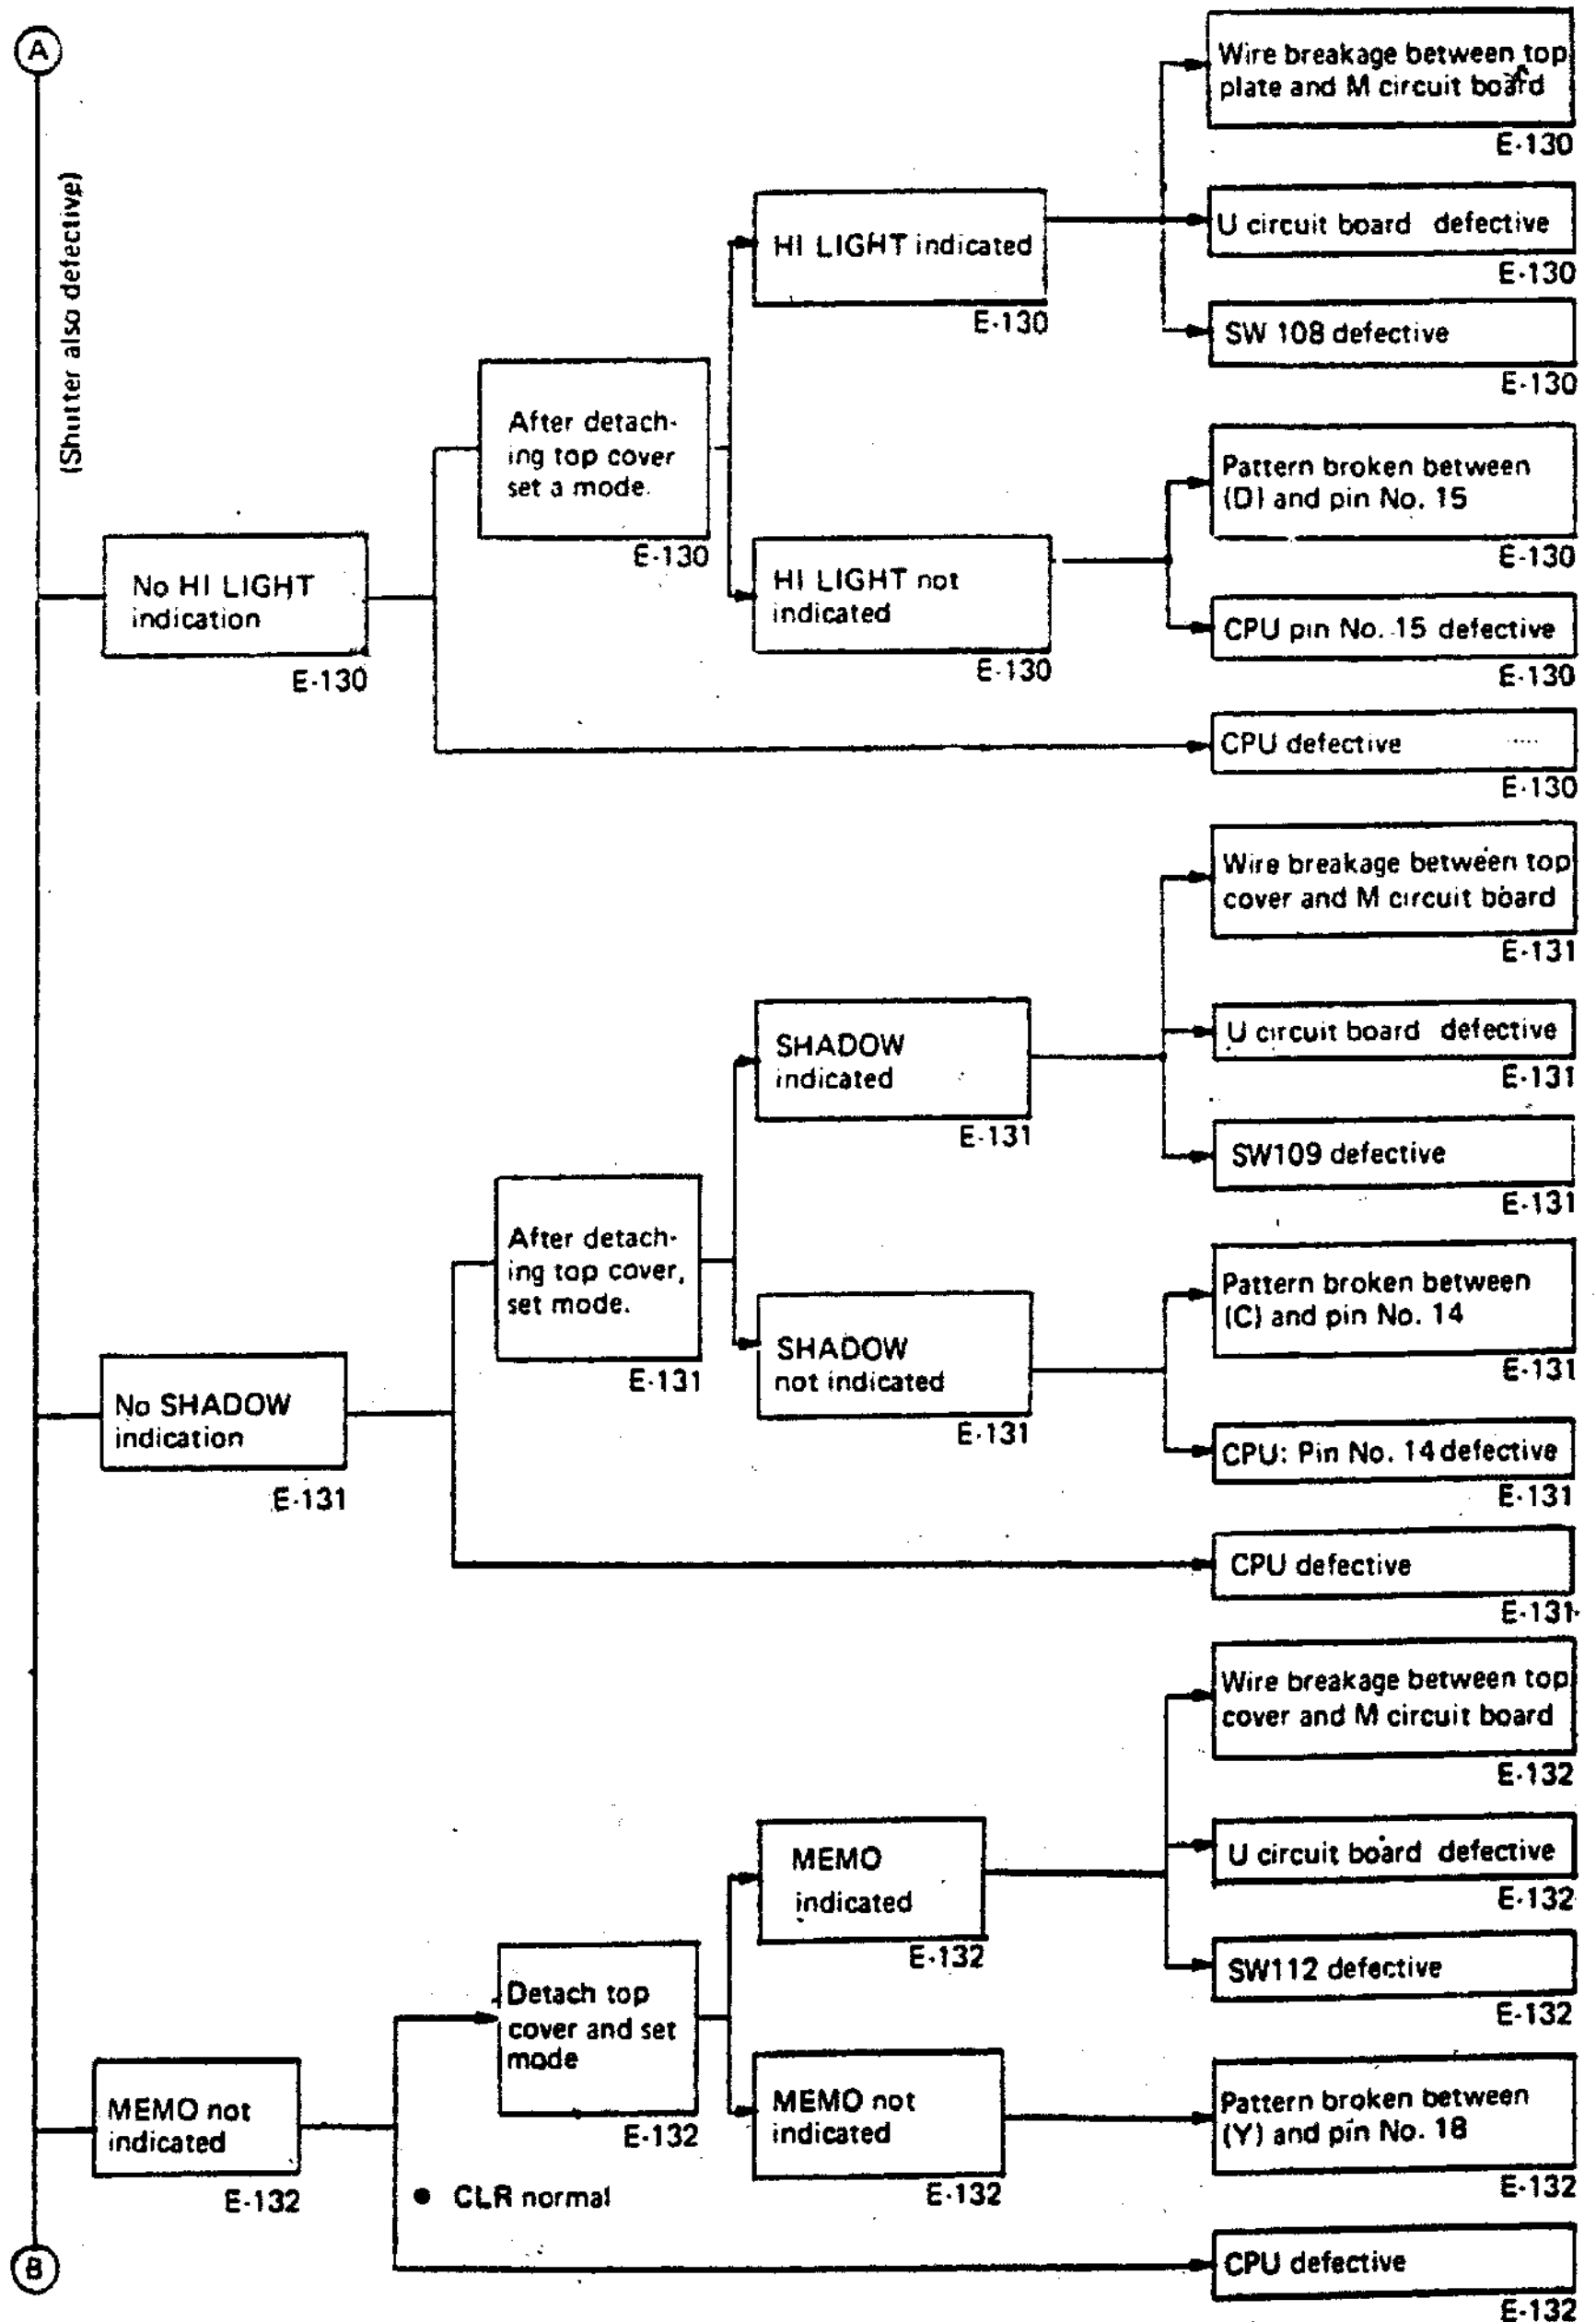 A
(Shutter also defective)
No HI LIGHT
indication
E-130
After detach-
ing top cover
set a mode.
E-130
HI LIGHT indicated
E-130
Wire breakage between top
plate and M circuit board
E-130
U circuit board defective
E-130
SW 108 defective
E-130
HI LIGHT not
indicated
E-130
Pattern broken between
(D) and pin No. 15
E-130
CPU pin No. 15 defective
E-130
CPU defective
E-130
No SHADOW
indication
E-131
After detach-
ing top cover,
set mode.
E-131
SHADOW
indicated
E-131
Wire breakage between top
cover and M circuit board
E-131
U circuit board defective
E-131
SW109 defective
E-131
SHADOW
not indicated
E-131
Pattern broken between
(C) and pin No. 14
E-131
CPU: Pin No. 14 defective
E-131
CPU defective
E-131
MEMO not
indicated
E-132
Detach top
cover and set
mode
E-132
MEMO
indicated
E-132
Wire breakage between top
cover and M circuit board
E-132
U circuit board defective
E-132
SW112 defective
E-132
MEMO not
indicated
E-132
Pattern broken between
(Y) and pin No. 18
E-132
● CLR normal
CPU defective
E-132
B